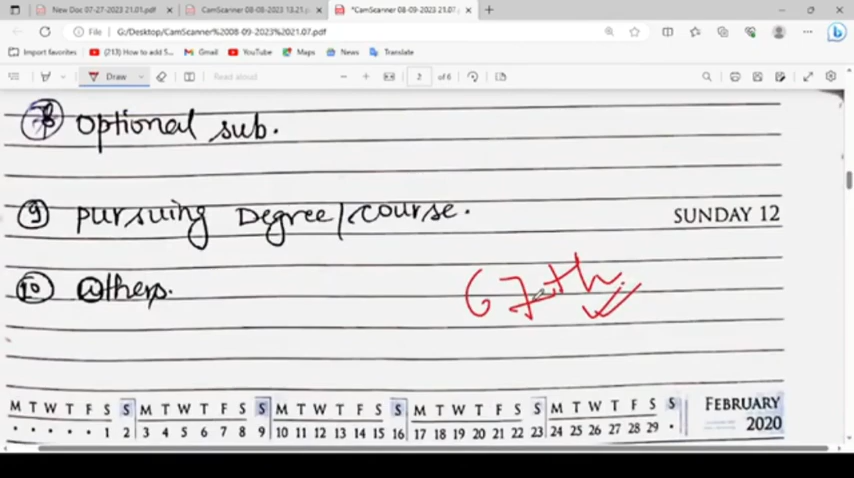 New Doc 07-27-2023 21.01.pdf CamScanner 08-08-2023 13.21.p *CamScanner 08-09-2023 21.07.p
File G:/Desktop/CamScanner%2008-09-2023%2021.07.pdf
Import favorites (213) How to add 5... Gmail YouTube Maps News Translate
Draw Read aloud 2 of 6
8 optional sub.
9 pursuing Degree/course.
SUNDAY 12
10 others.
67th
M T W T F S S M T W T F S S M T W T F S S M T W T F S S M T W T F S S FEBRUARY
• • • • • 1 2 3 4 5 6 7 8 9 10 11 12 13 14 15 16 17 18 19 20 21 22 23 24 25 26 27 28 29 • 2020